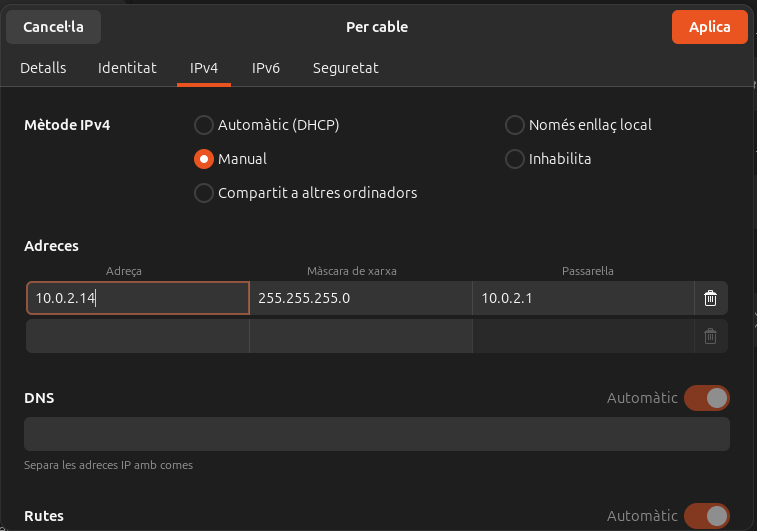 Cancel·la Per cable Aplica
Detalls Identitat IPv4 IPv6 Seguretat
Mètode IPv4 Automàtic (DHCP) Només enllaç local
Manual Inhabilita
Compartit a altres ordinadors
Adreces
Adreça Màscara de xarxa Passarel·la
10.0.2.14 255.255.255.0 10.0.2.1
DNS Automàtic
Separa les adreces IP amb comes
Rutes Automàtic